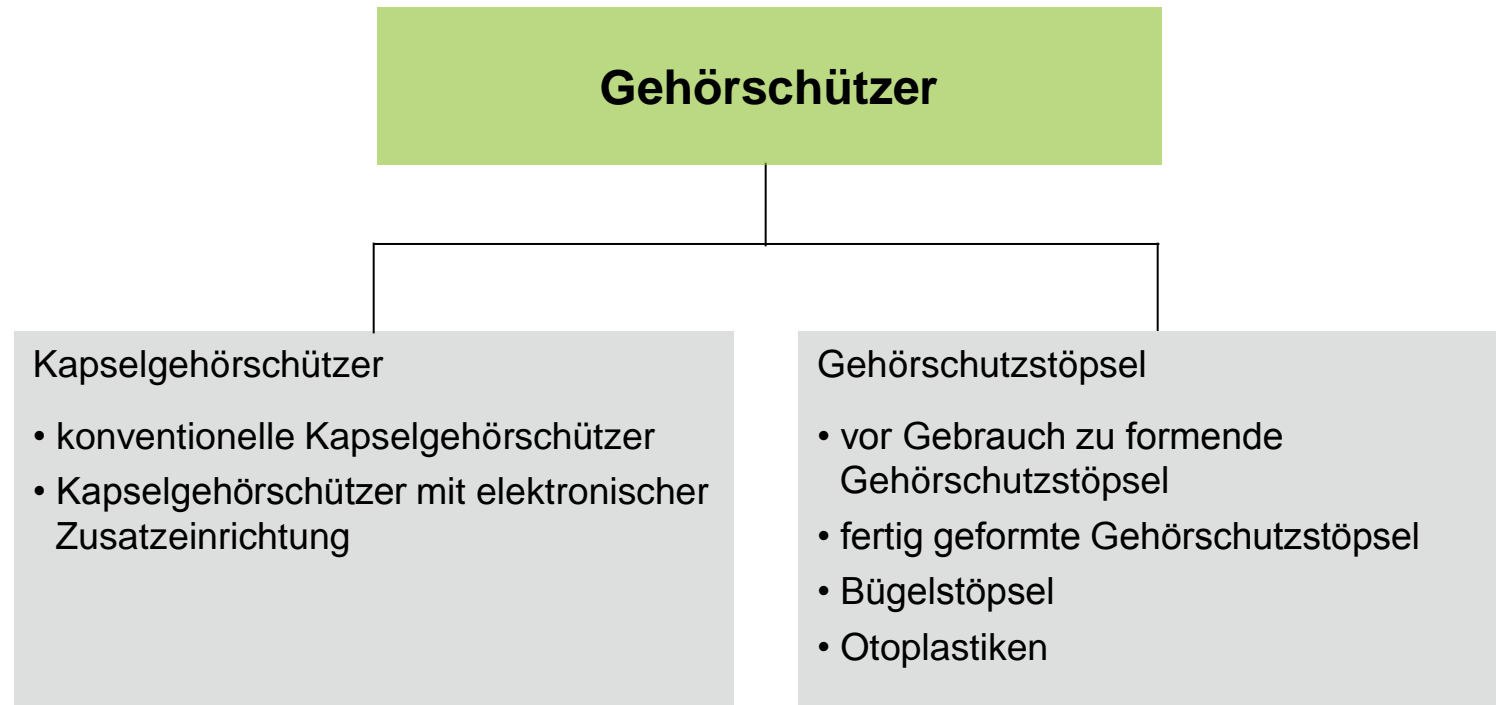 Gehörschützer
Kapselgehörschützer
• konventionelle Kapselgehörschützer
• Kapselgehörschützer mit elektronischer
Zusatzeinrichtung
Gehörschutzstöpsel
• vor Gebrauch zu formende
Gehörschutzstöpsel
• fertig geformte Gehörschutzstöpsel
• Bügelstöpsel
• Otoplastiken